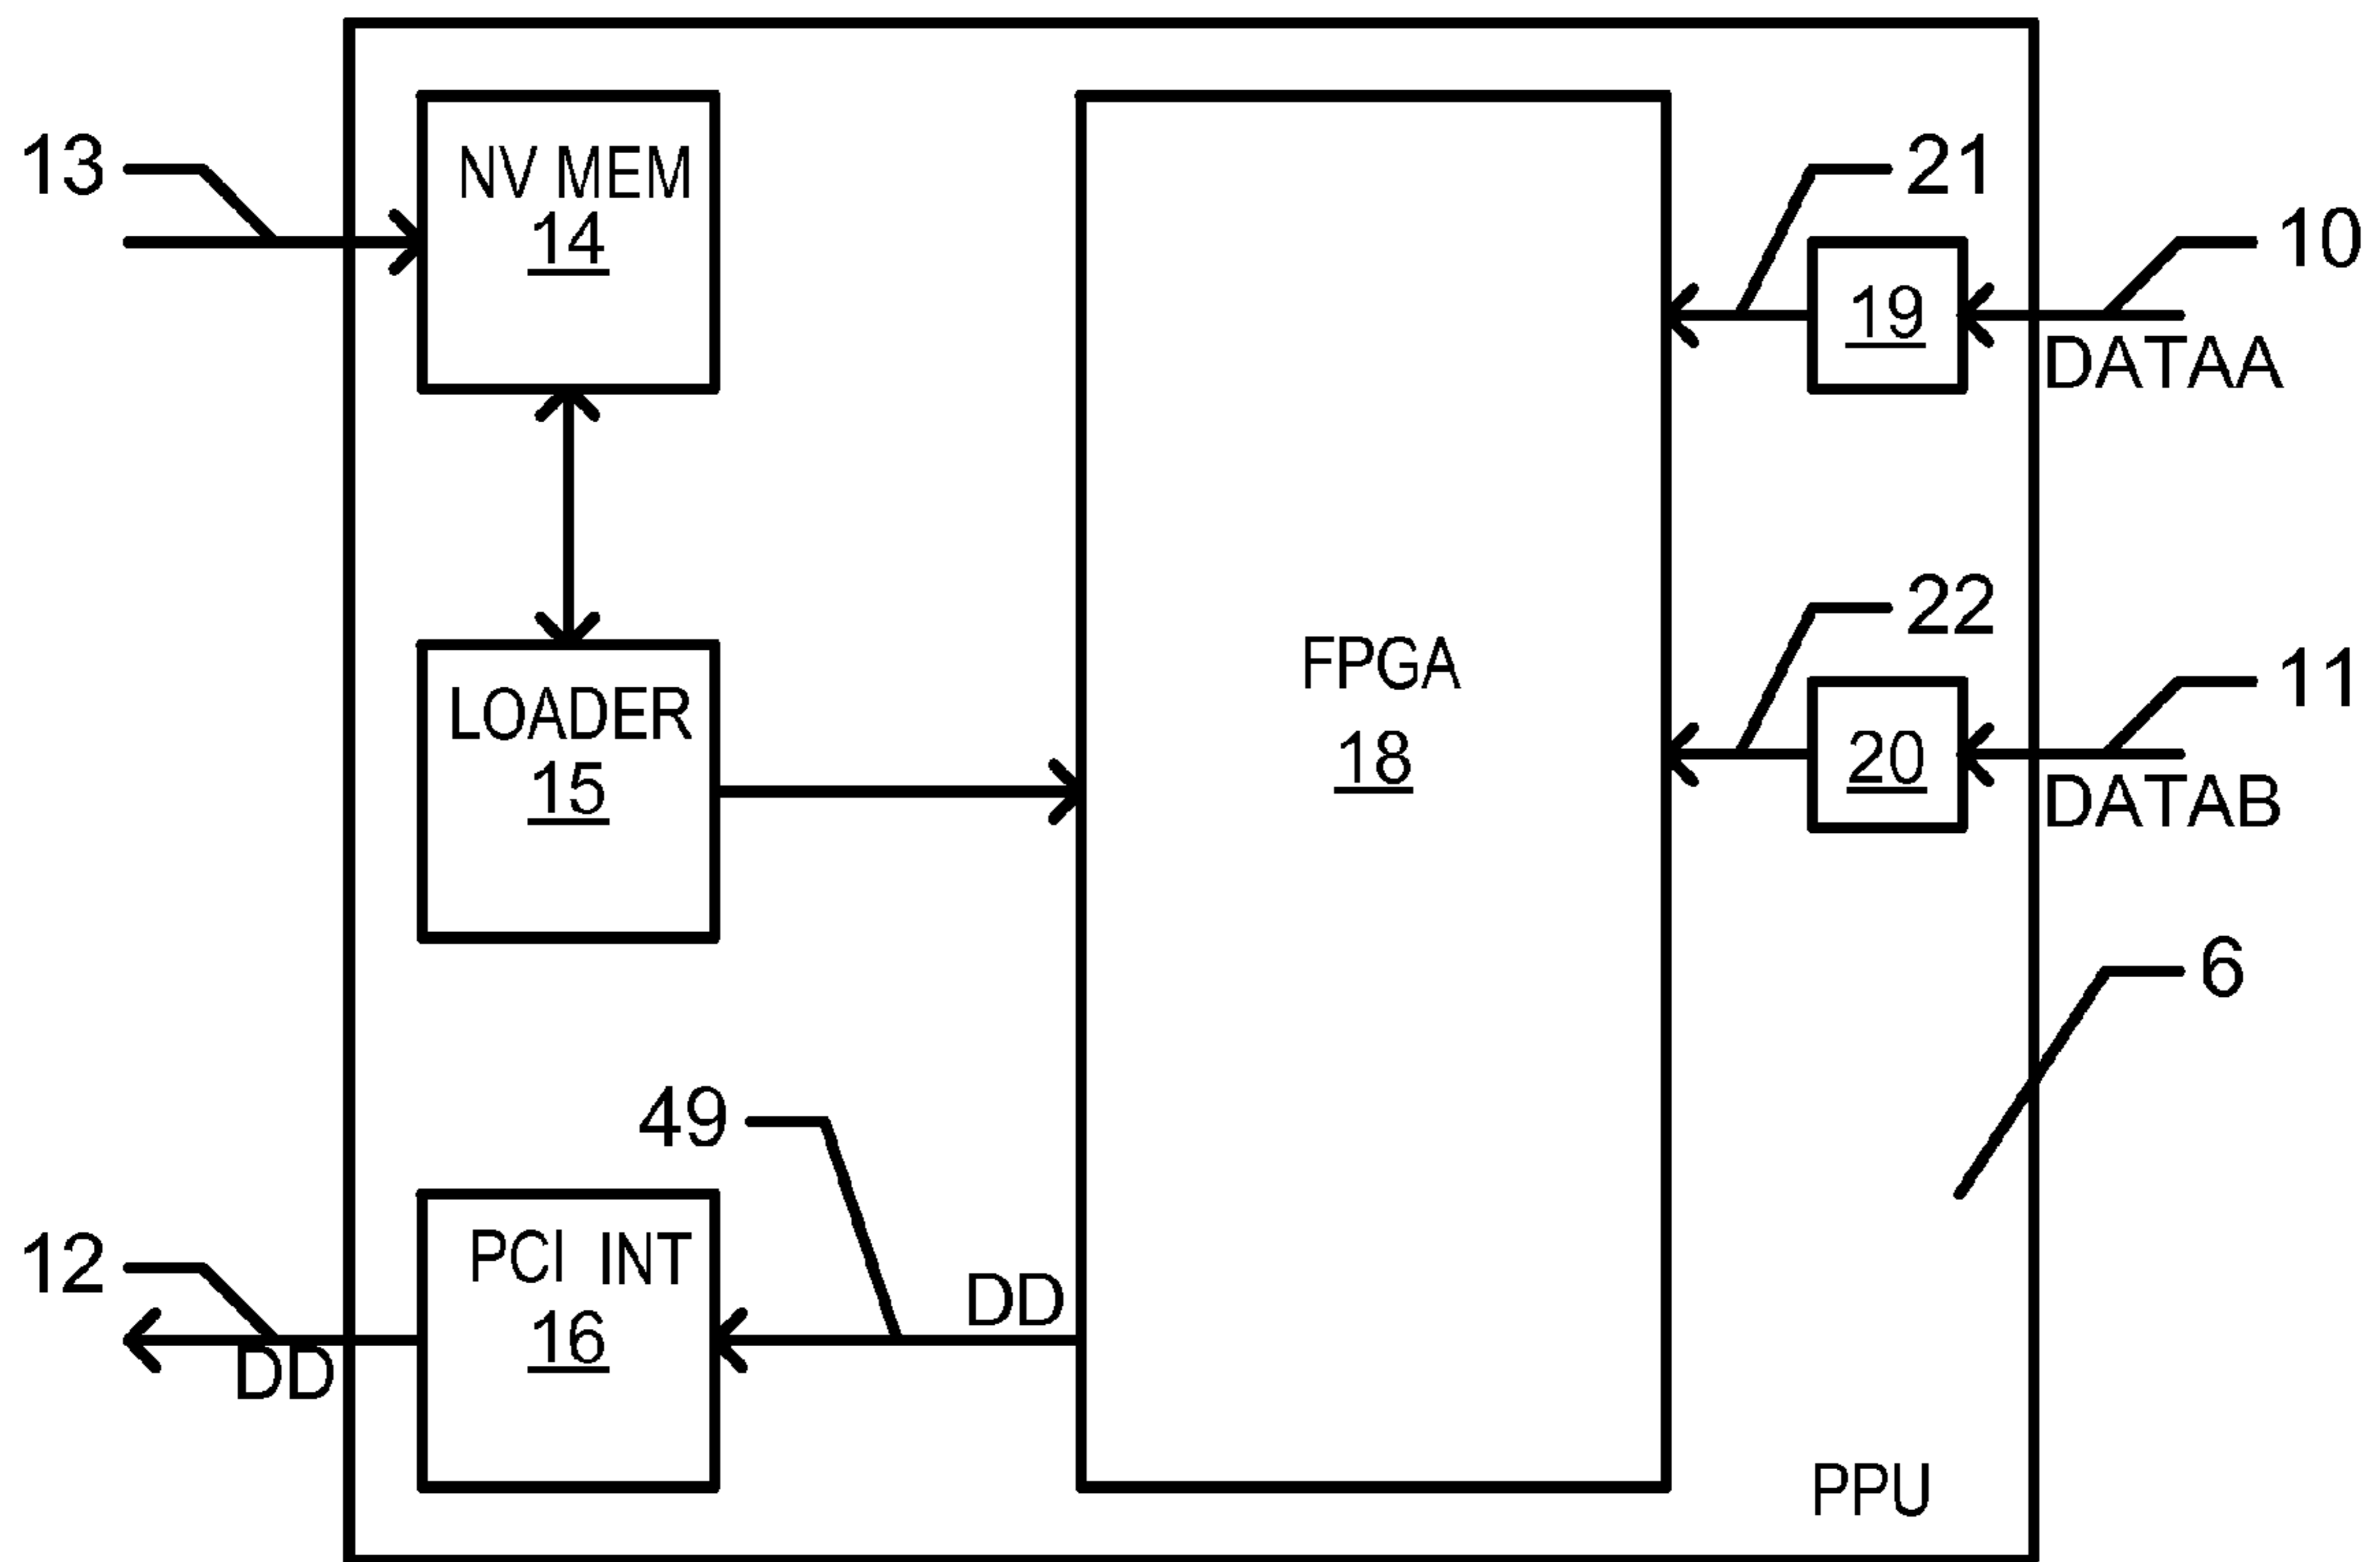 13
NV MEM
14
21
10
19
DATAA
FPGA
18
22
11
20
DATAB
LOADER
15
6
49
12
PCI INT
16
DD
DD
PPU